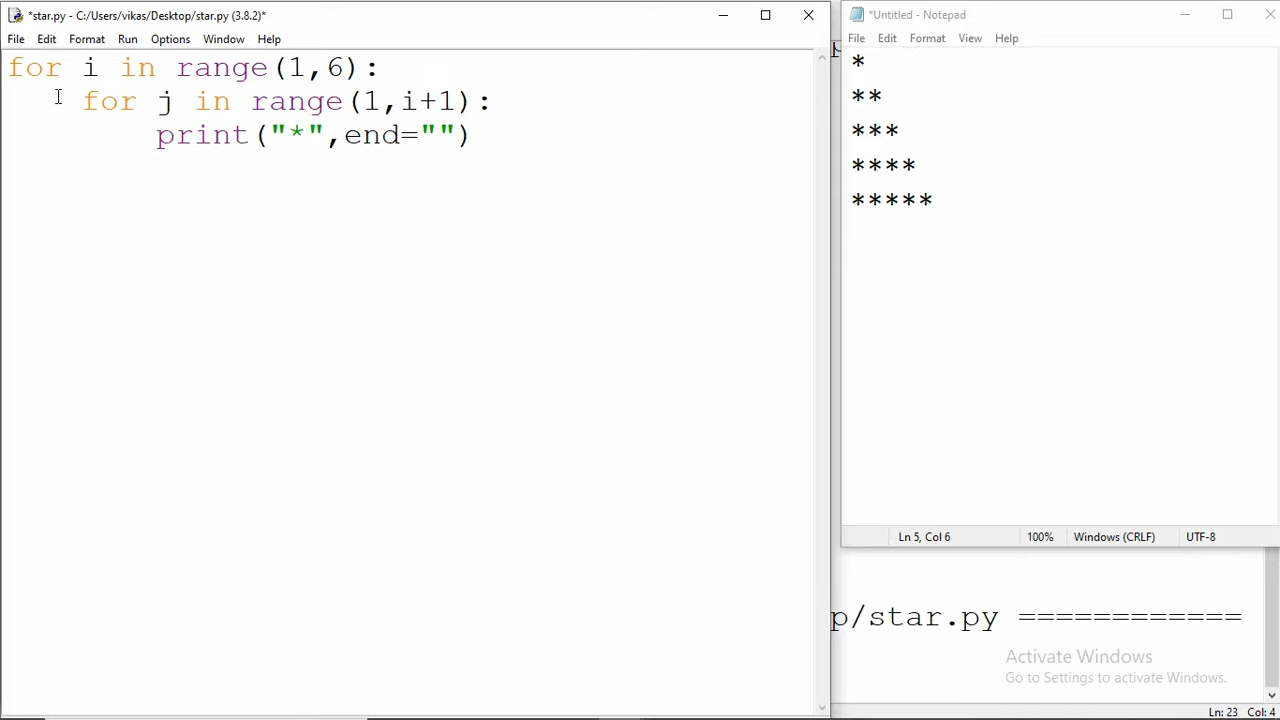 *star.py - C:/Users/vikas/Desktop/star.py (3.8.2)*
File Edit Format Run Options Window Help
for i in range(1,6):
    for j in range(1,i+1):
        print("*",end="")
*Untitled - Notepad
File Edit Format View Help
*
**
***
****
*****
Ln 5, Col 6 100% Windows (CRLF) UTF-8
p/star.py ============
Activate Windows
Go to Settings to activate Windows.
Ln: 23 Col: 4